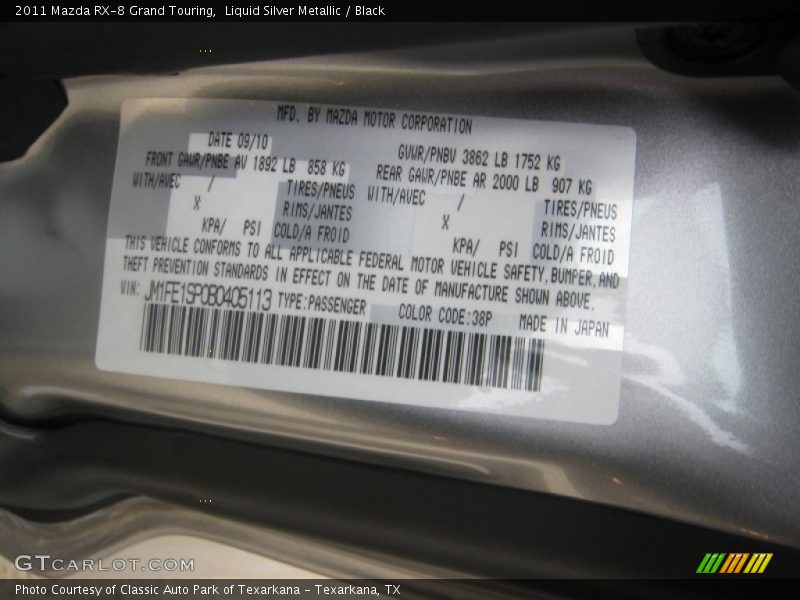 2011 Mazda RX-8 Grand Touring,  Liquid Silver Metallic / Black
MFD. BY MAZDA MOTOR CORPORATION
DATE 09/10
GVWR/PNBV 3862 LB 1752 KG
FRONT GAWR/PNBE AV 1892 LB 858 KG
REAR GAWR/PNBE AR 2000 LB 907 KG
WITH/AVEC / TIRES/PNEUS
WITH/AVEC / TIRES/PNEUS
X RIMS/JANTES
X RIMS/JANTES
KPA/ PSI COLD/A FROID
KPA/ PSI COLD/A FROID
THIS VEHICLE CONFORMS TO ALL APPLICABLE FEDERAL MOTOR VEHICLE SAFETY,BUMPER,AND
THEFT PREVENTION STANDARDS IN EFFECT ON THE DATE OF MANUFACTURE SHOWN ABOVE.
VIN: JM1FE1SP0B0405113 TYPE:PASSENGER COLOR CODE:38P MADE IN JAPAN
GTCARLOT.COM
Photo Courtesy of Classic Auto Park of Texarkana - Texarkana, TX